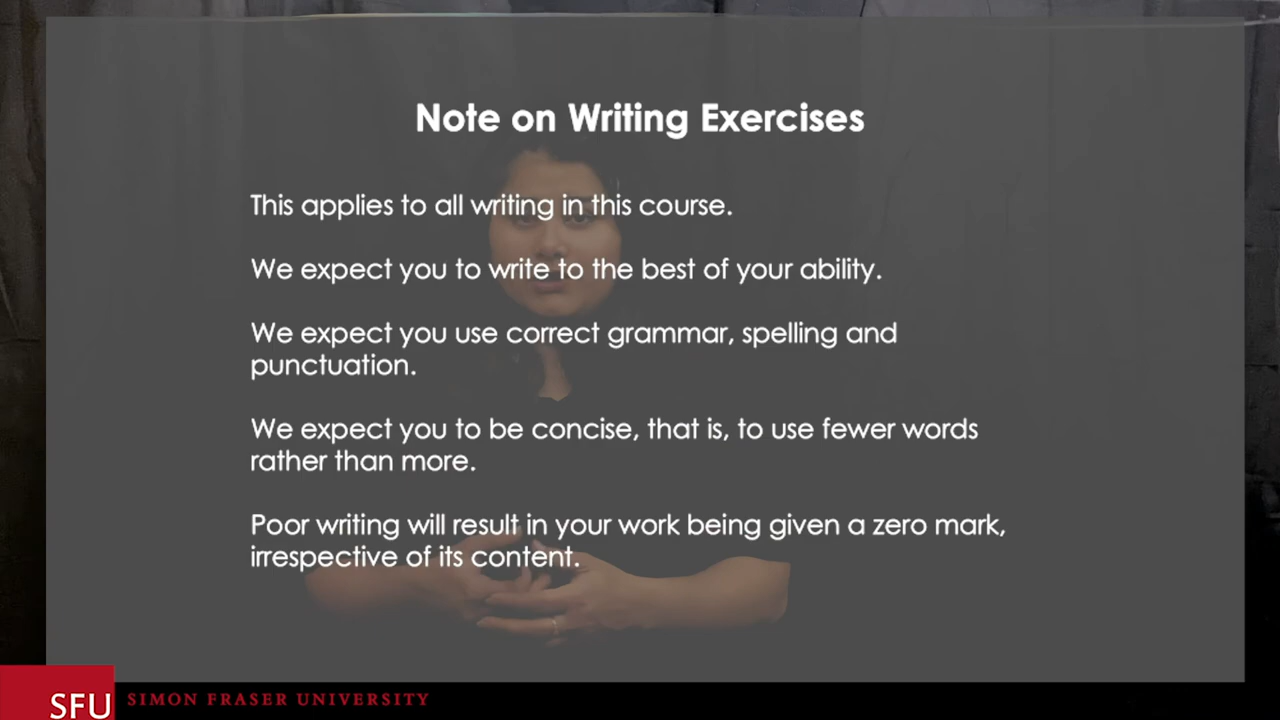 Note on Writing Exercises
This applies to all writing in this course.
We expect you to write to the best of your ability.
We expect you use correct grammar, spelling and
punctuation.
We expect you to be concise, that is, to use fewer words
rather than more.
Poor writing will result in your work being given a zero mark,
irrespective of its content.
SFU SIMON FRASER UNIVERSITY